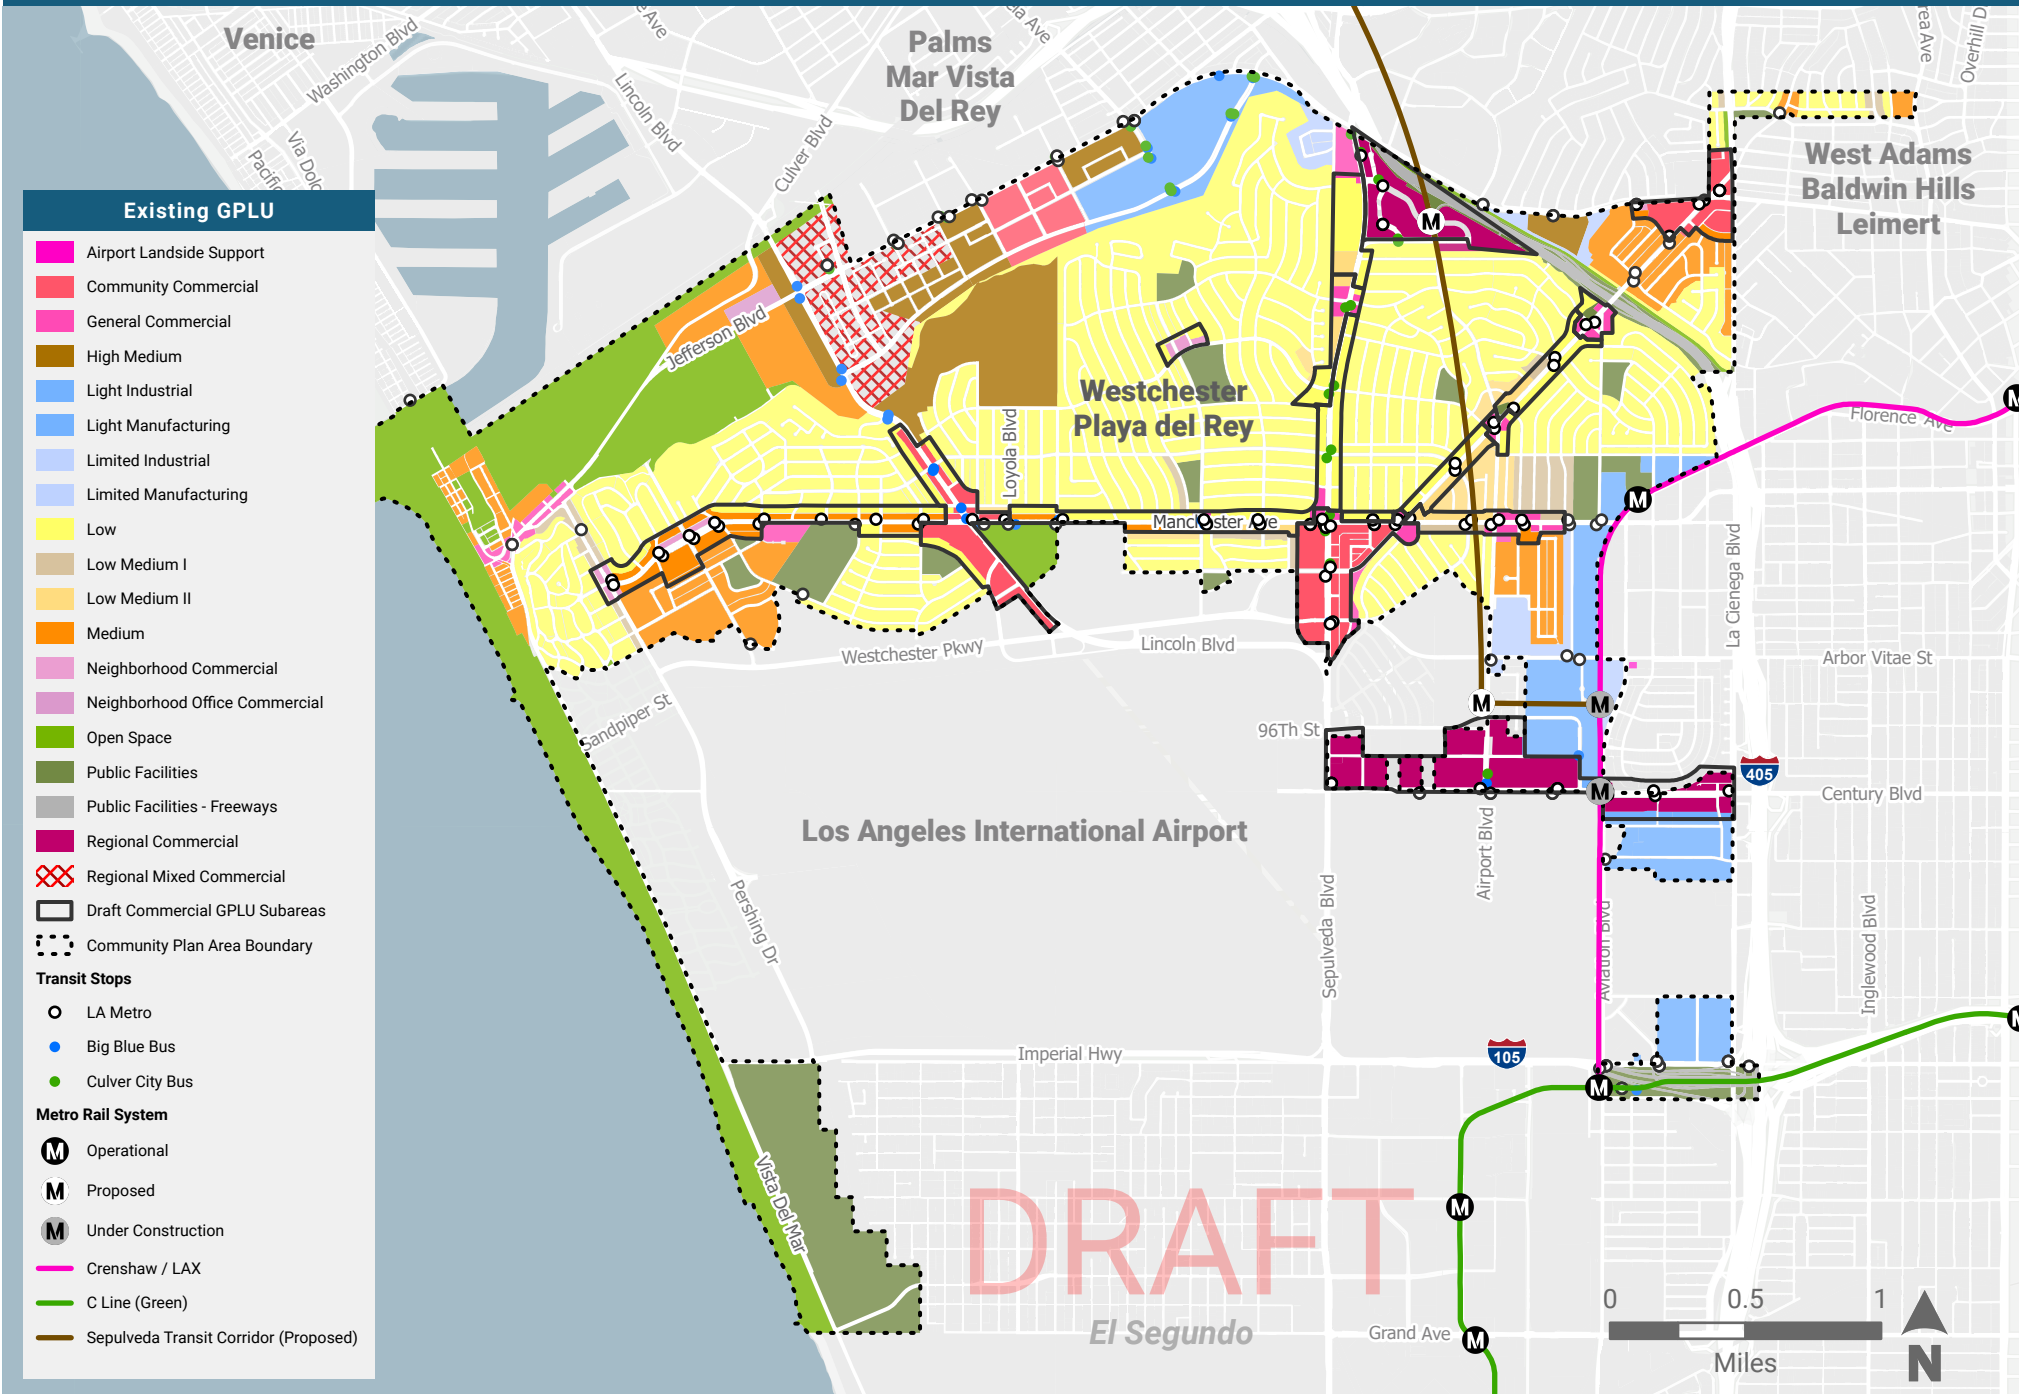 Venice
Washington Blvd
Via Dolc
Pacific
Lincoln Blvd
Culver Blvd
Palms
Mar Vista
Del Rey
Overhill D
West Adams
Baldwin Hills
Leimert
Existing GPLU
Airport Landside Support
Community Commercial
General Commercial
High Medium
Light Industrial
Light Manufacturing
Limited Industrial
Limited Manufacturing
Low
Low Medium I
Low Medium II
Medium
Neighborhood Commercial
Neighborhood Office Commercial
Open Space
Public Facilities
Public Facilities - Freeways
Regional Commercial
Regional Mixed Commercial
Draft Commercial GPLU Subareas
Community Plan Area Boundary
Transit Stops
LA Metro
Big Blue Bus
Culver City Bus
Metro Rail System
M Operational
M Proposed
M Under Construction
Crenshaw / LAX
C Line (Green)
Sepulveda Transit Corridor (Proposed)
Jefferson Blvd
Loyola Blvd
Westchester
Playa del Rey
M
M
Florence Ave
M
Manchester Ave
La Cienega Blvd
Westchester Pkwy
Lincoln Blvd
Arbor Vitae St
Sandpiper St
M
M
96Th St
405
M
Century Blvd
Los Angeles International Airport
Airport Blvd
Pershing Dr
Sepulveda Blvd
Aviation Blvd
Inglewood Blvd
M
Imperial Hwy
105
M
Vista Del Mar
M
DRAFT
El Segundo
Grand Ave
M
0 0.5 1
Miles
N